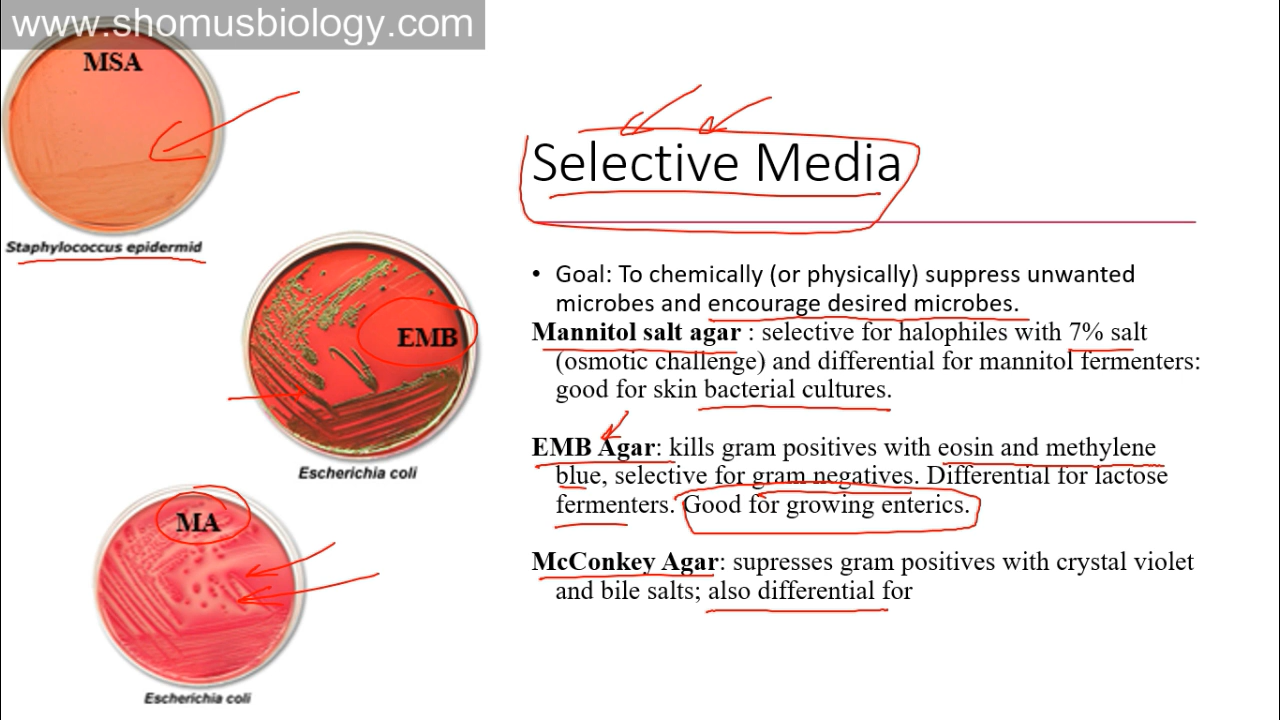 www.shomusbiology.com
MSA
Staphylococcus epidermid
EMB
Escherichia coli
MA
Escherichia coli
Selective Media
• Goal: To chemically (or physically) suppress unwanted
microbes and encourage desired microbes.
Mannitol salt agar : selective for halophiles with 7% salt
(osmotic challenge) and differential for mannitol fermenters:
good for skin bacterial cultures.
EMB Agar: kills gram positives with eosin and methylene
blue, selective for gram negatives. Differential for lactose
fermenters. Good for growing enterics.
McConkey Agar: supresses gram positives with crystal violet
and bile salts; also differential for